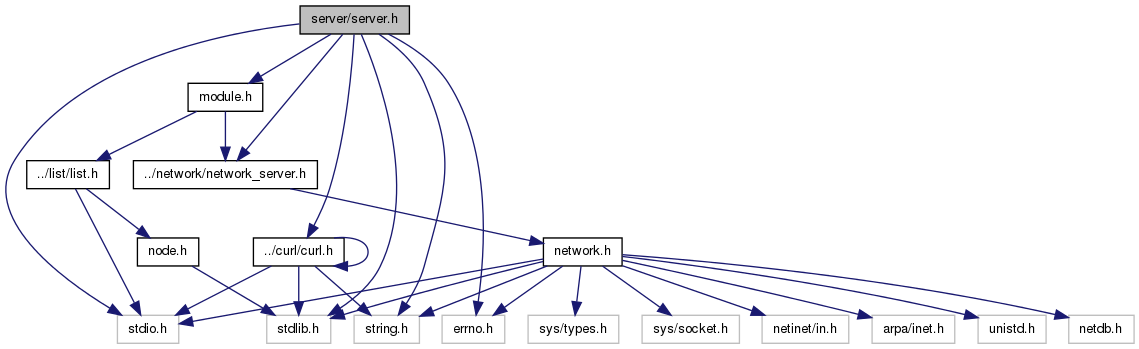 server/server.h
module.h
../list/list.h
../network/network_server.h
node.h
../curl/curl.h
network.h
stdio.h
stdlib.h
string.h
errno.h
sys/types.h
sys/socket.h
netinet/in.h
arpa/inet.h
unistd.h
netdb.h